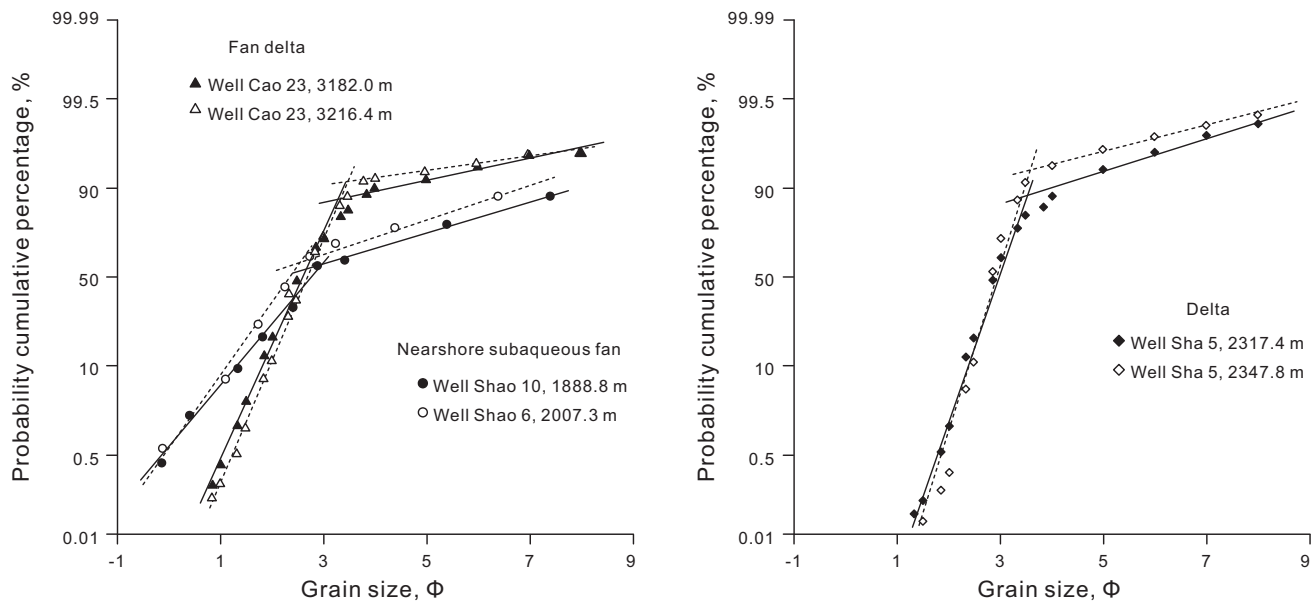 Probability cumulative percentage, %
99.99
99.5
90
50
10
0.5
0.01
-1
1
3
5
7
9
Grain size, Φ
Fan delta
Well Cao 23, 3182.0 m
Well Cao 23, 3216.4 m
Nearshore subaqueous fan
Well Shao 10, 1888.8 m
Well Shao 6, 2007.3 m
Probability cumulative percentage, %
99.99
99.5
90
50
10
0.5
0.01
-1
1
3
5
7
9
Grain size, Φ
Delta
Well Sha 5, 2317.4 m
Well Sha 5, 2347.8 m